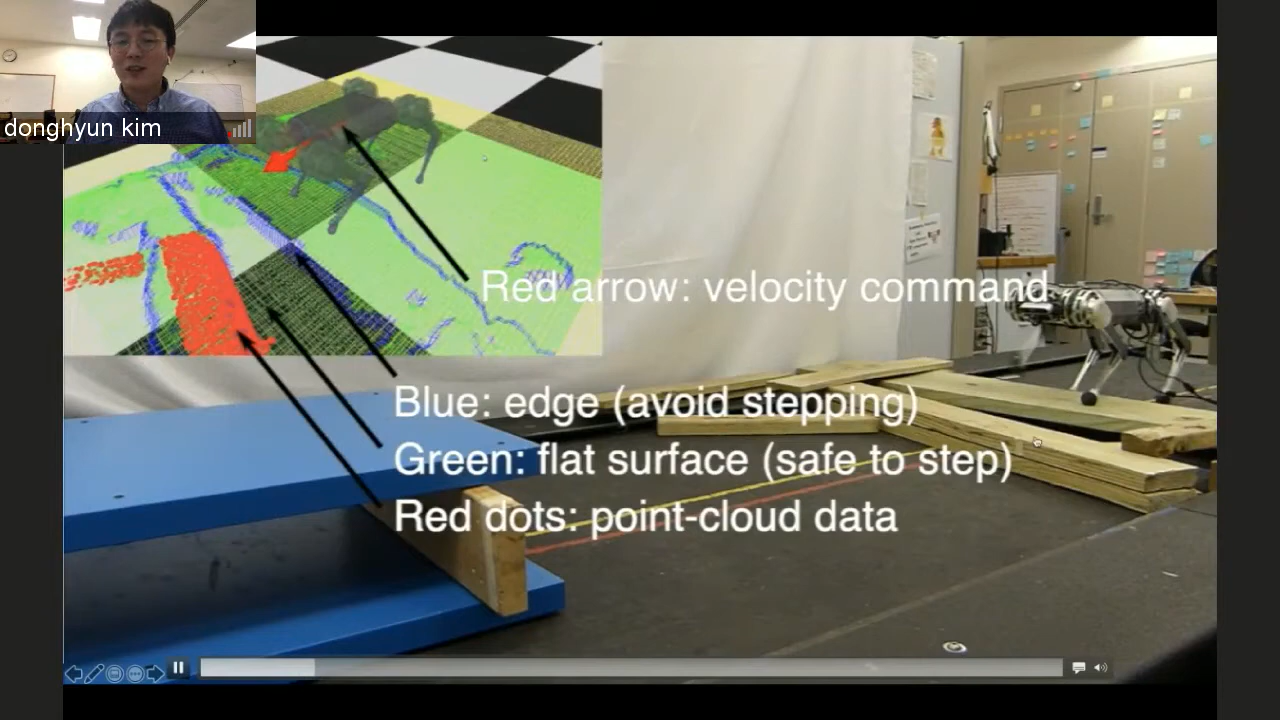 donghyun kim
Red arrow: velocity command
Blue: edge (avoid stepping)
Green: flat surface (safe to step)
Red dots: point-cloud data